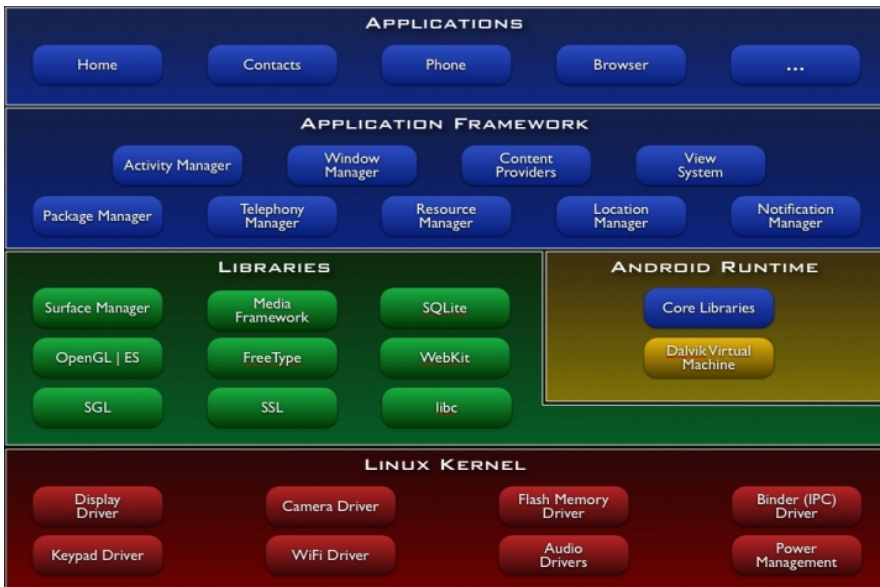 APPLICATIONS
Home
Contacts
Phone
Browser
...
APPLICATION FRAMEWORK
Activity Manager
Window
Manager
Content
Providers
View
System
Package Manager
Telephony
Manager
Resource
Manager
Location
Manager
Notification
Manager
LIBRARIES
Surface Manager
Media
Framework
SQLite
OpenGL | ES
FreeType
WebKit
SGL
SSL
libc
ANDROID RUNTIME
Core Libraries
Dalvik Virtual
Machine
LINUX KERNEL
Display
Driver
Camera Driver
Flash Memory
Driver
Binder (IPC)
Driver
Keypad Driver
WiFi Driver
Audio
Drivers
Power
Management